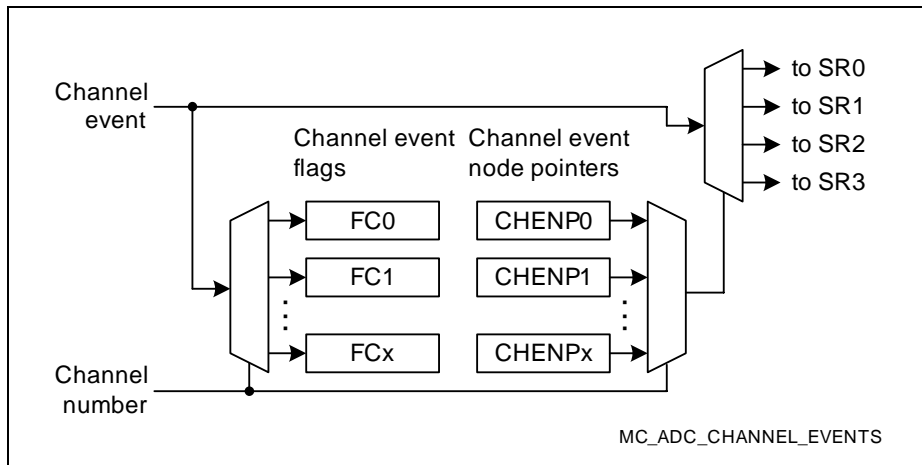 Channel
event
Channel event
flags
Channel event
node pointers
to SR0
to SR1
to SR2
to SR3
FC0
CHENP0
FC1
CHENP1
FCx
CHENPx
Channel
number
MC_ADC_CHANNEL_EVENTS